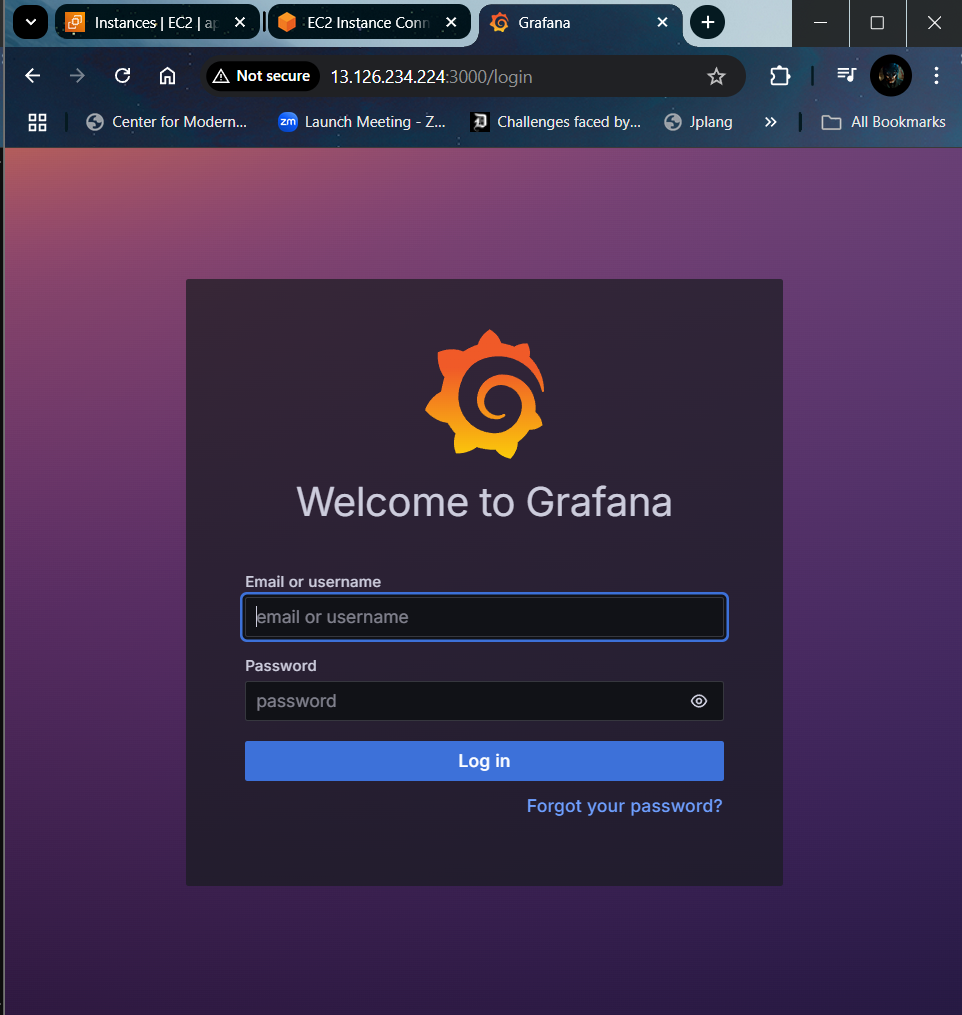 Instances | EC2 | ap
EC2 Instance Conn
Grafana
Not secure
13.126.234.224:3000/login
Center for Modern...
zm
Launch Meeting - Z...
Challenges faced by...
Jplang
All Bookmarks
Welcome to Grafana
Email or username
email or username
Password
password
Log in
Forgot your password?